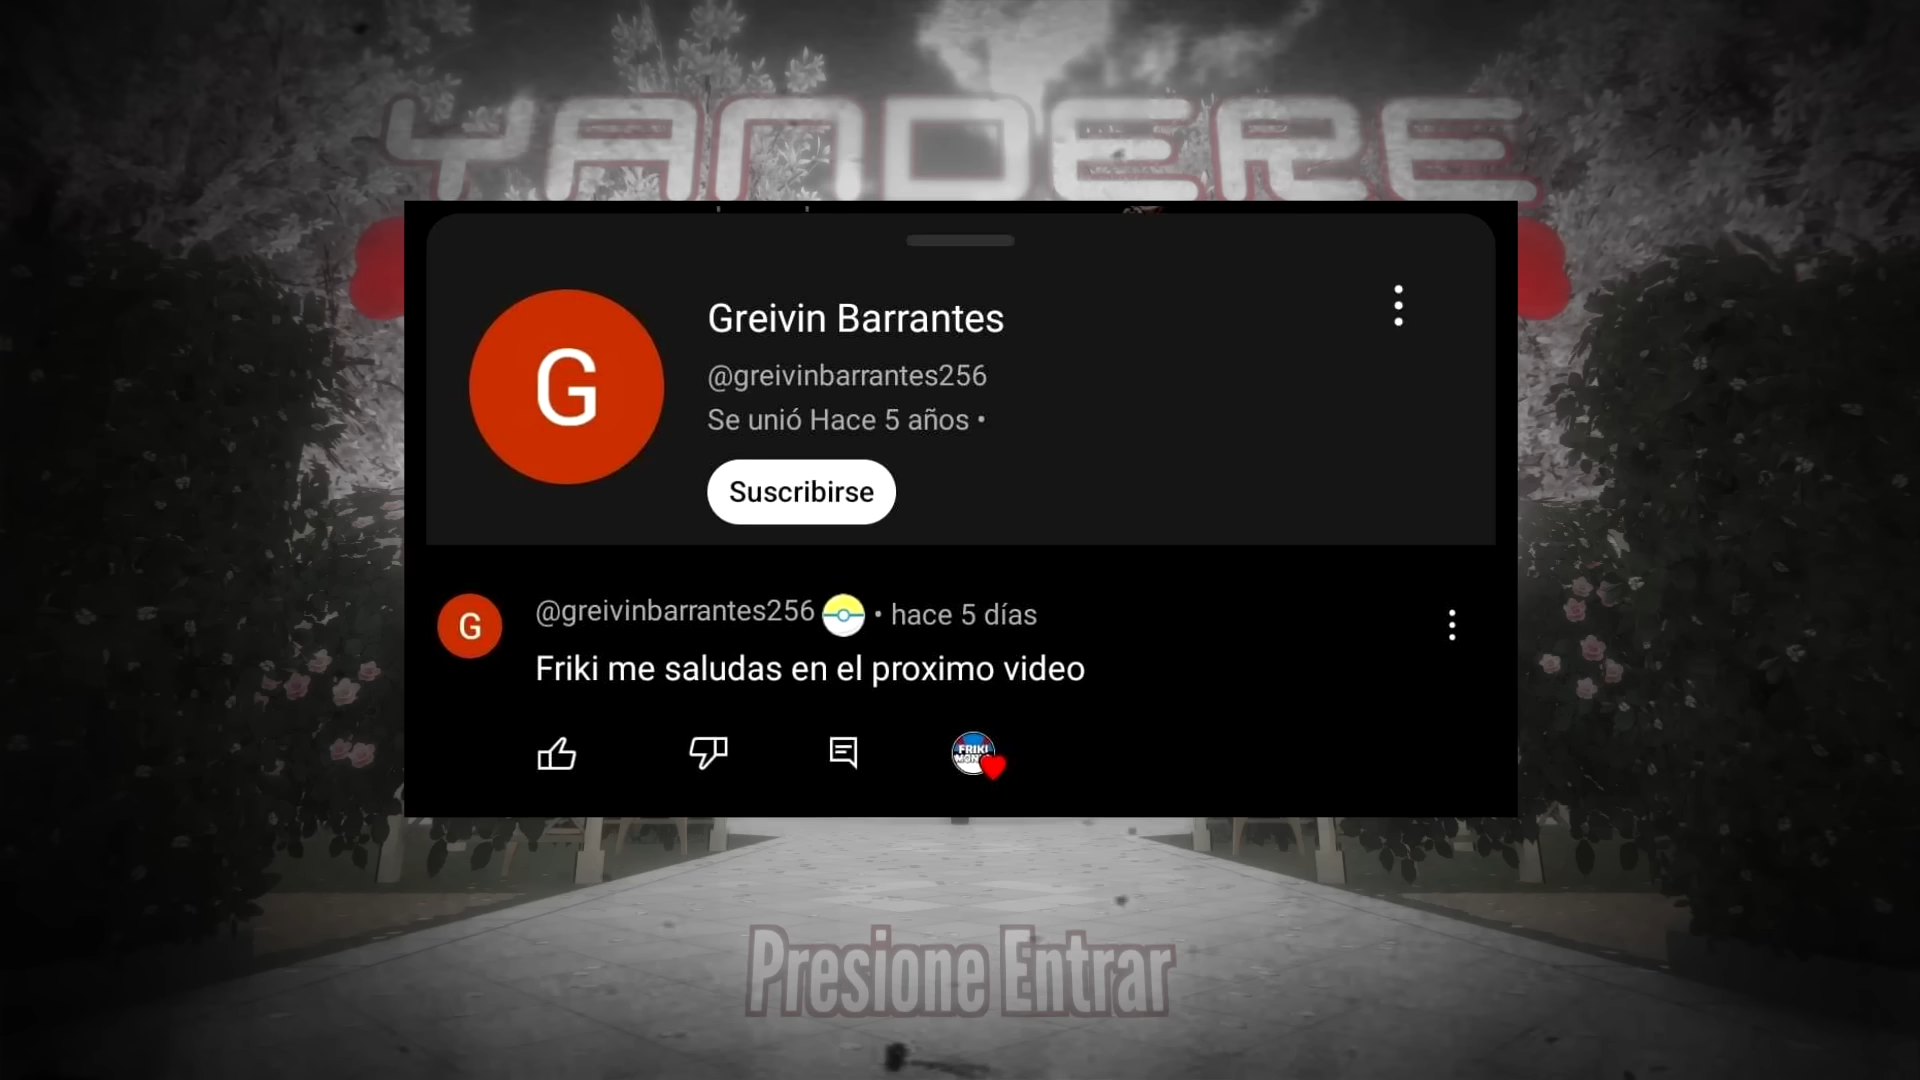 YANDERE
G
Greivin Barrantes
@greivinbarrantes256
Se unió Hace 5 años •
Suscribirse
G
@greivinbarrantes256 • hace 5 días
Friki me saludas en el proximo video
FRIKI
Presione Entrar